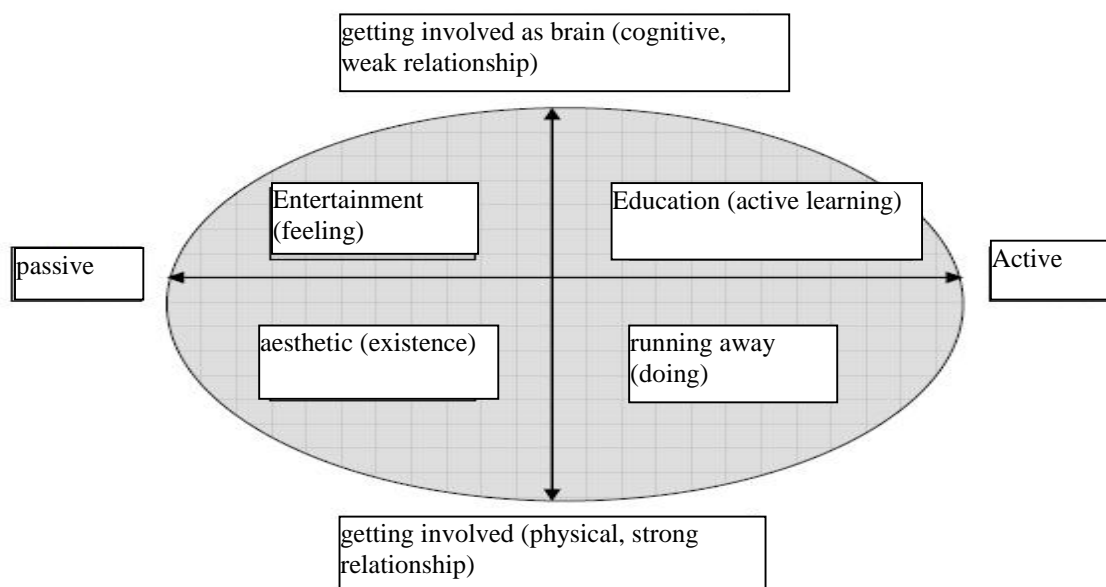 getting involved as brain (cognitive,
weak relationship)
Entertainment
(feeling)
Education (active learning)
passive
Active
aesthetic (existence)
running away
(doing)
getting involved (physical, strong
relationship)